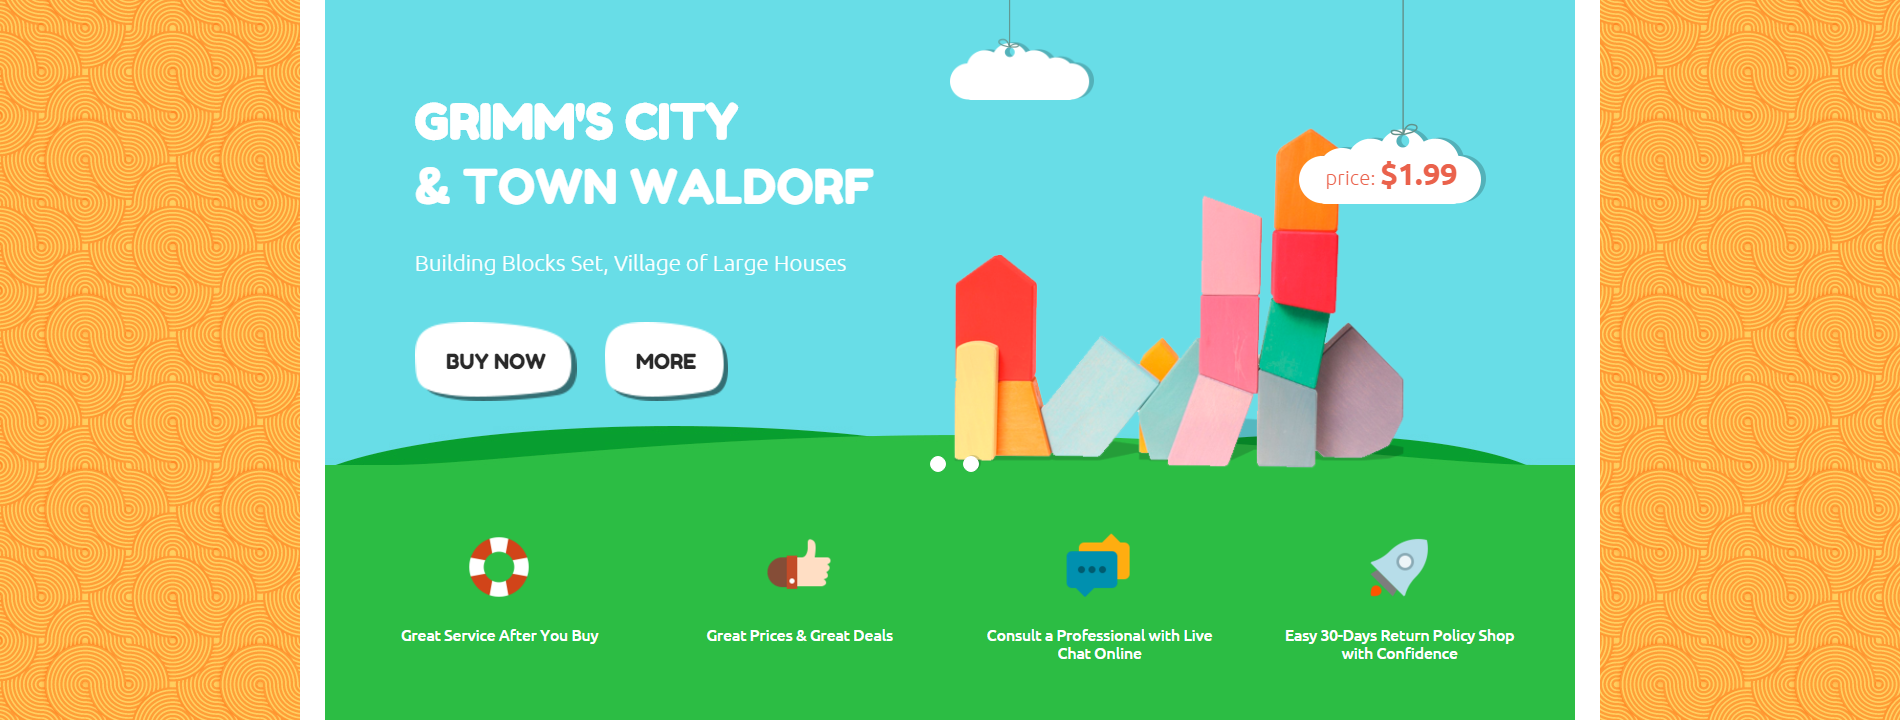 GRIMM'S CITY
& TOWN WALDORF
Building Blocks Set, Village of Large Houses
BUY NOW
MORE
price: $1.99
Great Service After You Buy
Great Prices & Great Deals
Consult a Professional with Live
Chat Online
Easy 30-Days Return Policy Shop
with Confidence